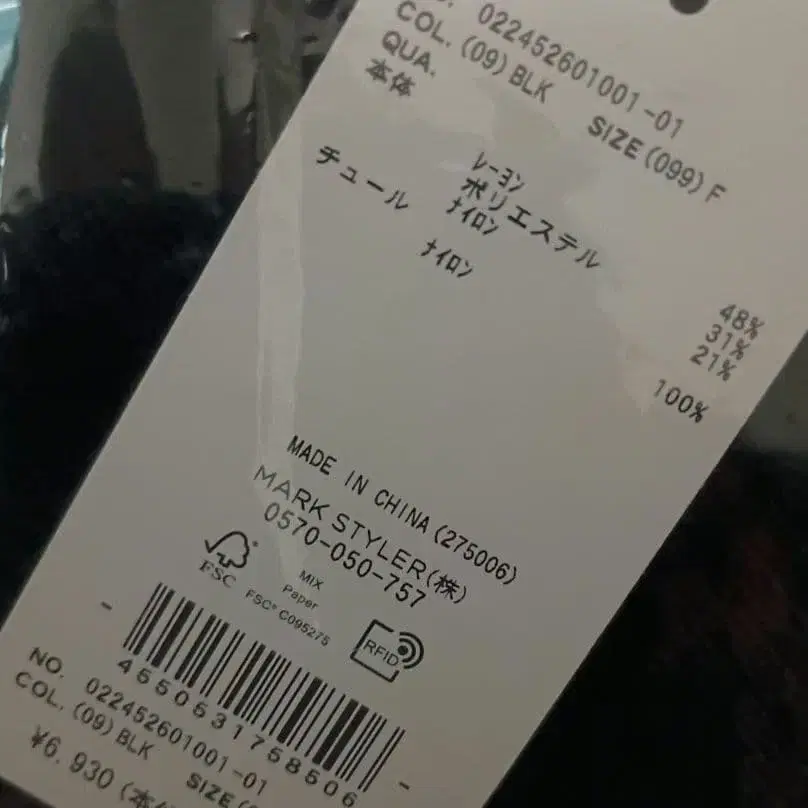 NO. 022452601001-01
COL. (09) BLK SIZE (099) F
QUA.
本体
レーヨン 48%
ポリエステル 31%
ナイロン 21%
チュール
ナイロン 100%
MADE IN CHINA (275006)
MARK STYLER(株)
0570-050-757
FSC
MIX
Paper
FSC® C095275
RFID
4550631758506
NO. 022452601001-01
COL. (09) BLK SIZE
¥6,930 (本